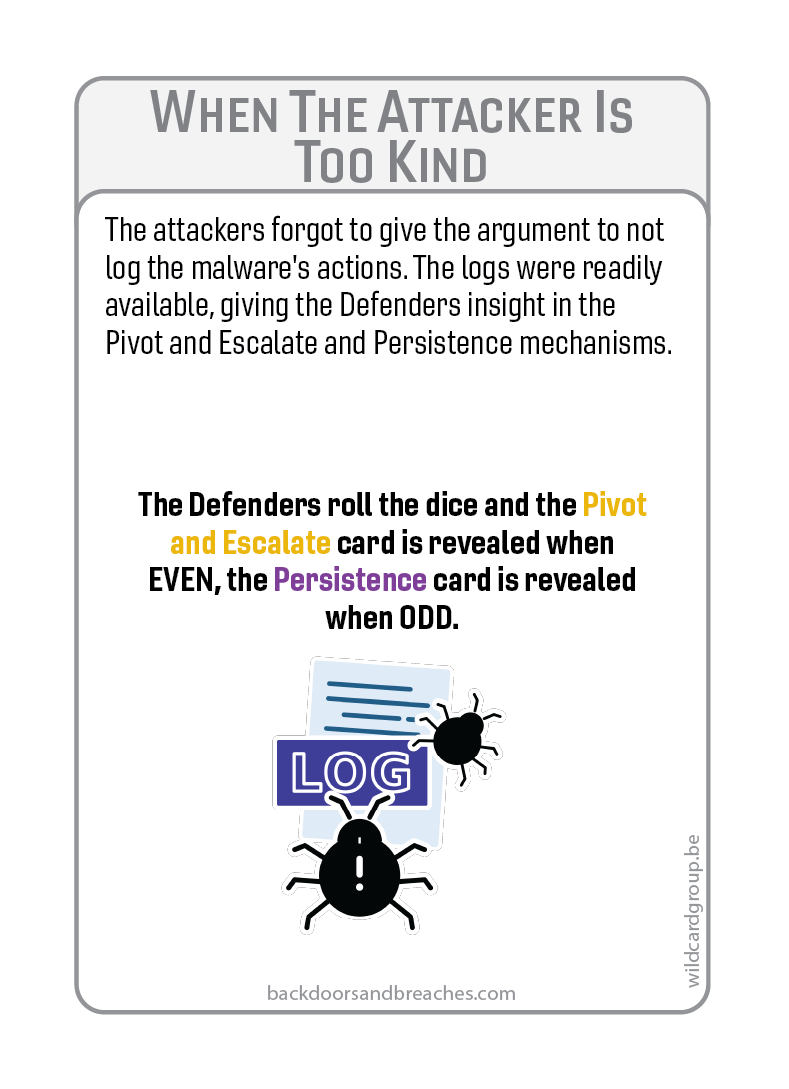 When The Attacker Is
Too Kind
The attackers forgot to give the argument to not
log the malware's actions. The logs were readily
available, giving the Defenders insight in the
Pivot and Escalate and Persistence mechanisms.
The Defenders roll the dice and the Pivot
and Escalate card is revealed when
EVEN, the Persistence card is revealed
when ODD.
LOG
!
wildcardgroup.be
backdoorsandbreaches.com